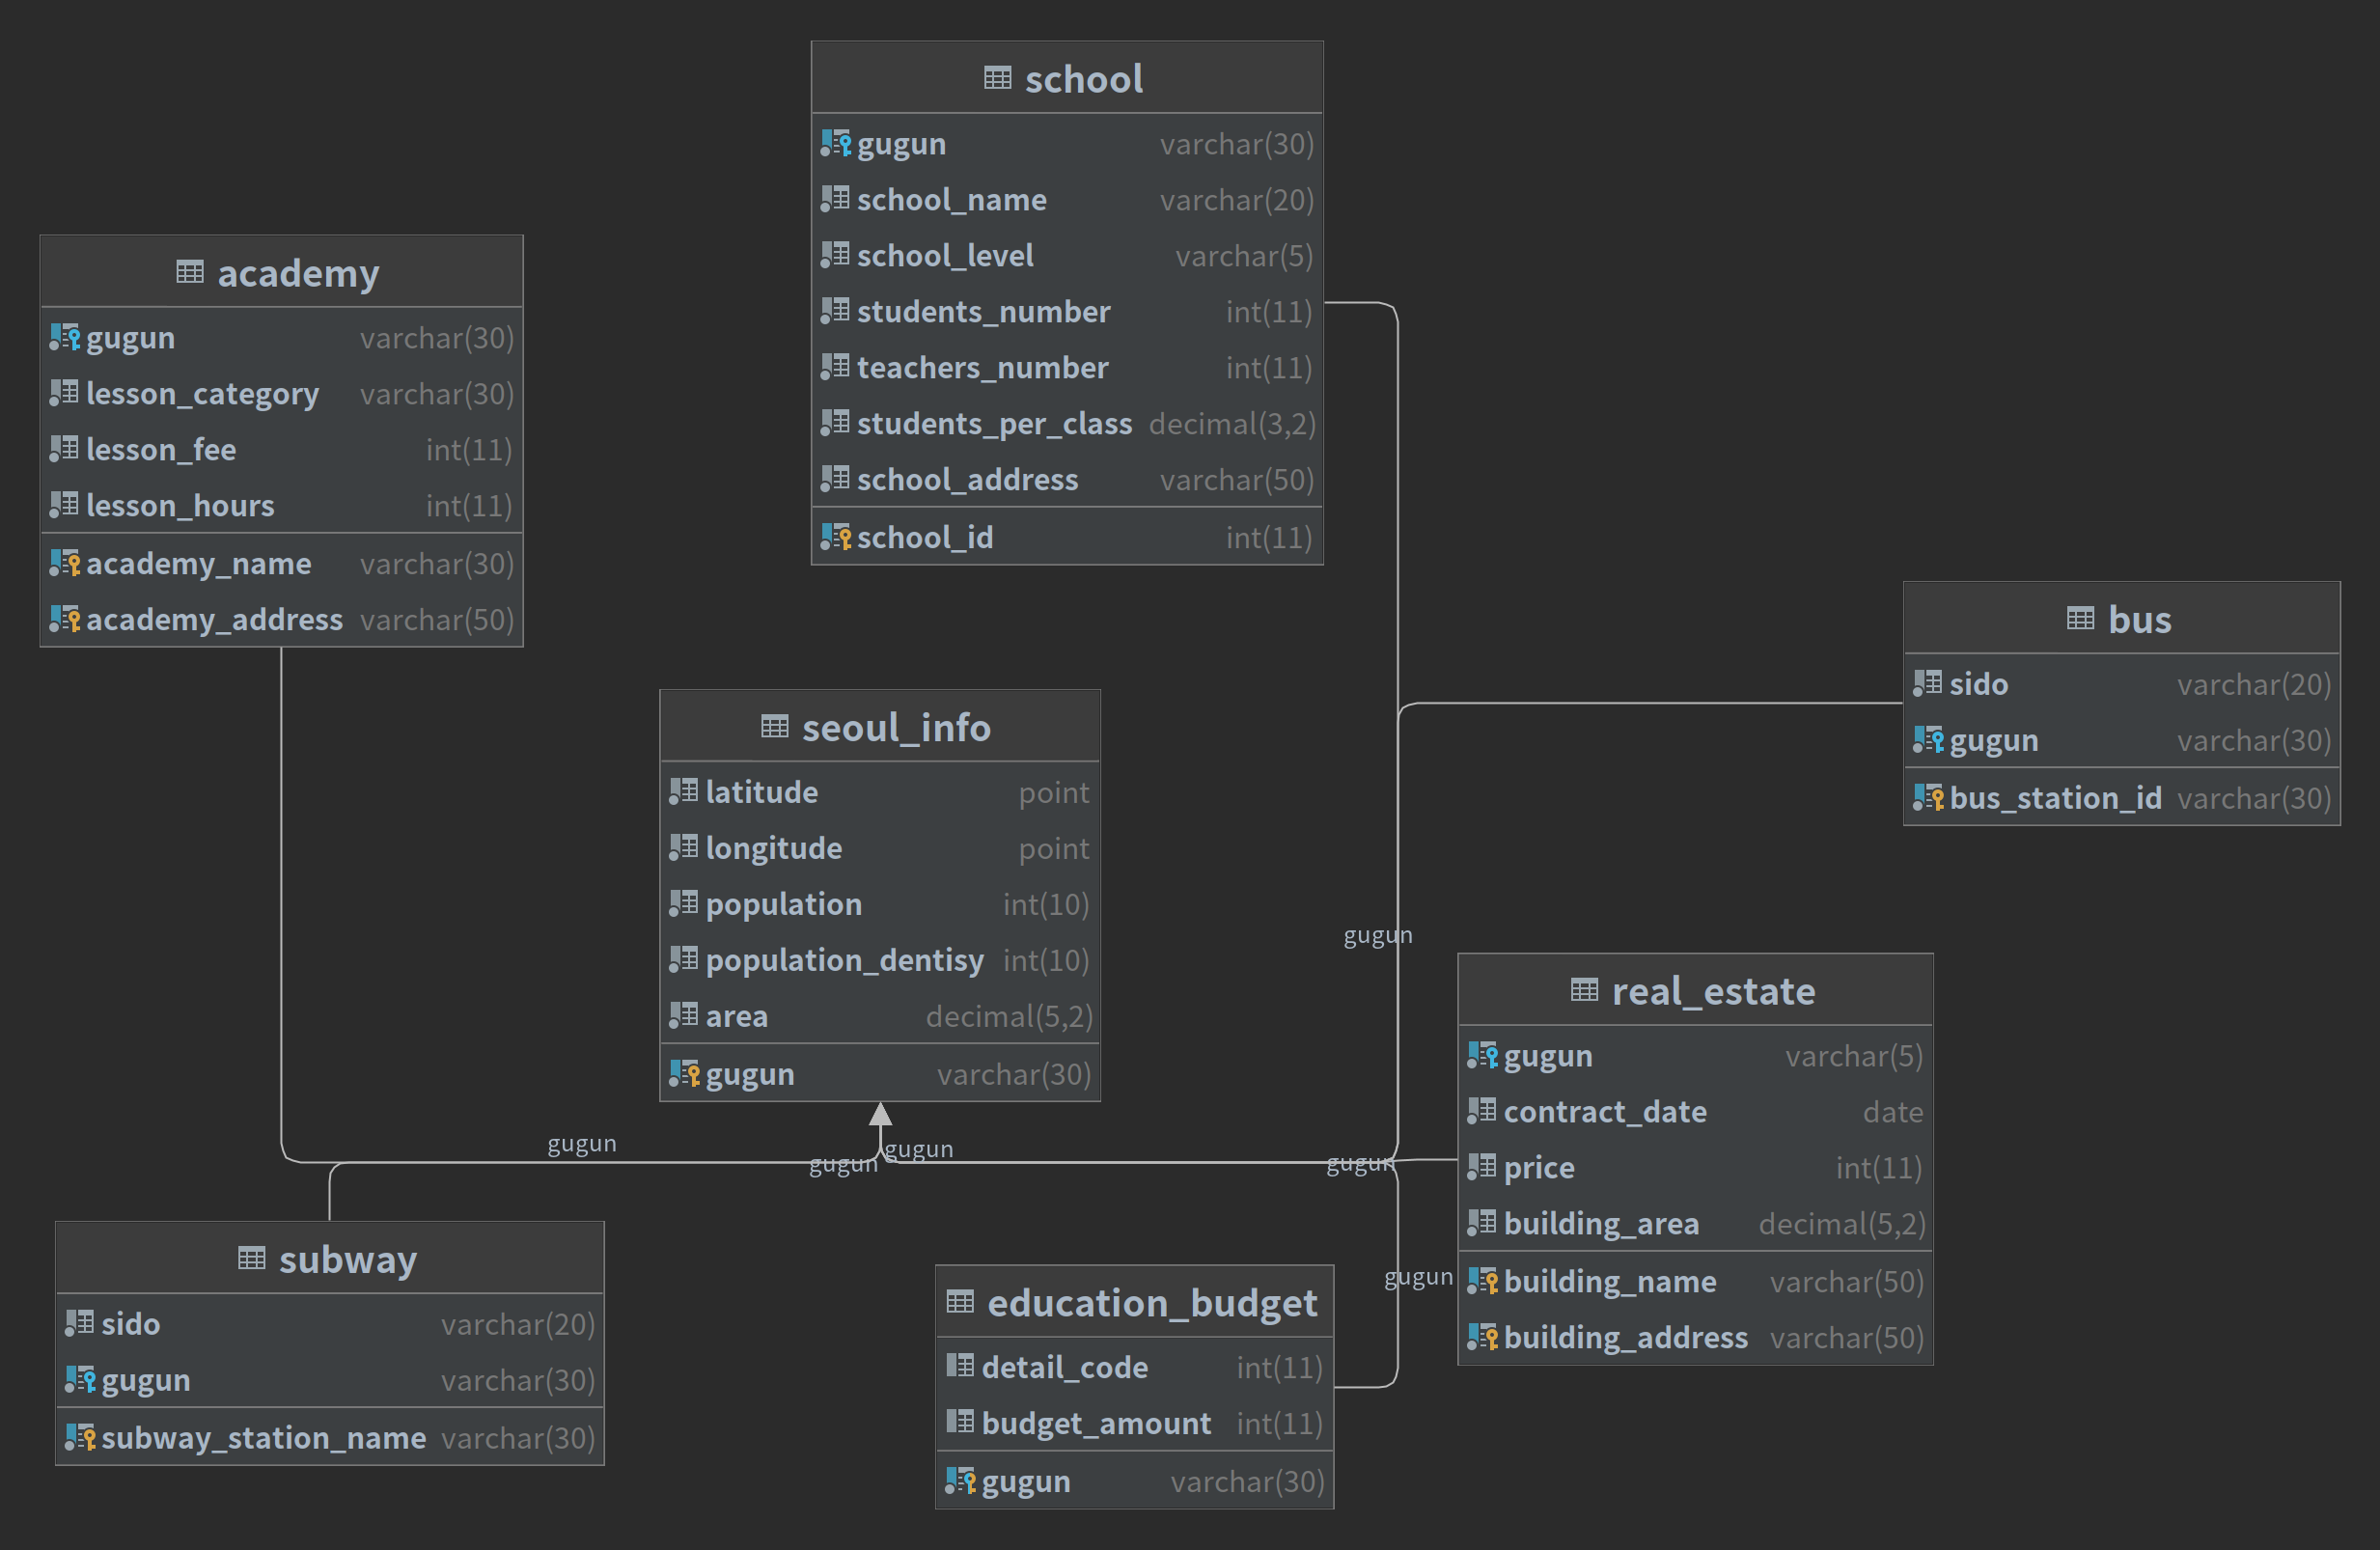 school
gugun varchar(30)
school_name varchar(20)
school_level varchar(5)
students_number int(11)
teachers_number int(11)
students_per_class decimal(3,2)
school_address varchar(50)
school_id int(11)
academy
gugun varchar(30)
lesson_category varchar(30)
lesson_fee int(11)
lesson_hours int(11)
academy_name varchar(30)
academy_address varchar(50)
bus
sido varchar(20)
gugun varchar(30)
bus_station_id varchar(30)
seoul_info
latitude point
longitude point
population int(10)
population_dentisy int(10)
area decimal(5,2)
gugun varchar(30)
gugun
real_estate
gugun varchar(5)
contract_date date
price int(11)
building_area decimal(5,2)
building_name varchar(50)
building_address varchar(50)
gugun
gugun
gugun
gugun
gugun
subway
sido varchar(20)
gugun varchar(30)
subway_station_name varchar(30)
education_budget
detail_code int(11)
budget_amount int(11)
gugun varchar(30)